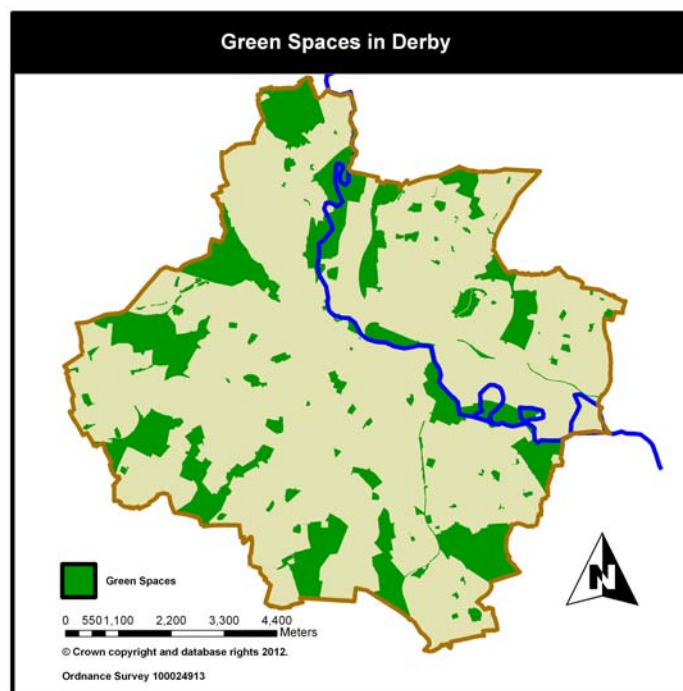 Green Spaces in Derby
Green Spaces
0 550 1,100 2,200 3,300 4,400
Meters
© Crown copyright and database rights 2012.
Ordnance Survey 100024913
N